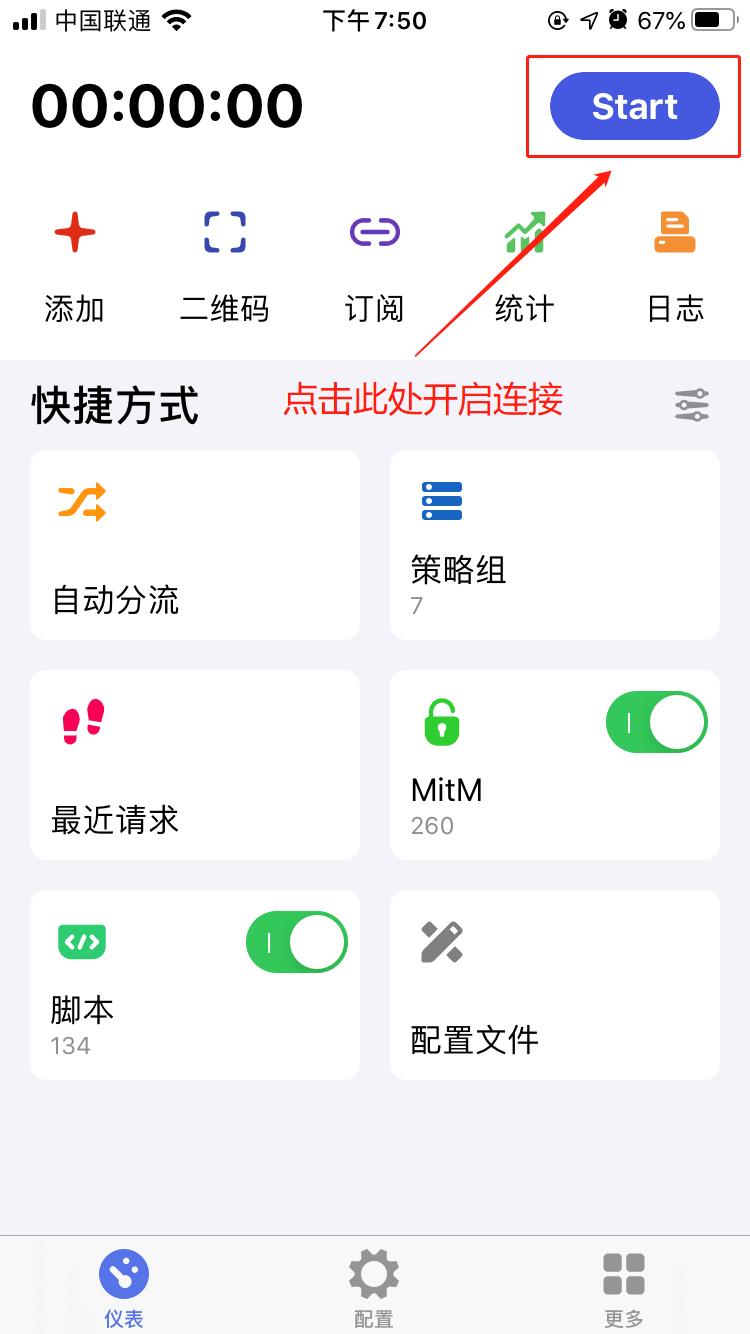 中国联通 下午7:50 67%
00:00:00 Start
添加 二维码 订阅 统计 日志
快捷方式 点击此处开启连接
自动分流
策略组
7
最近请求
MitM
260
脚本
134
配置文件
仪表 配置 更多